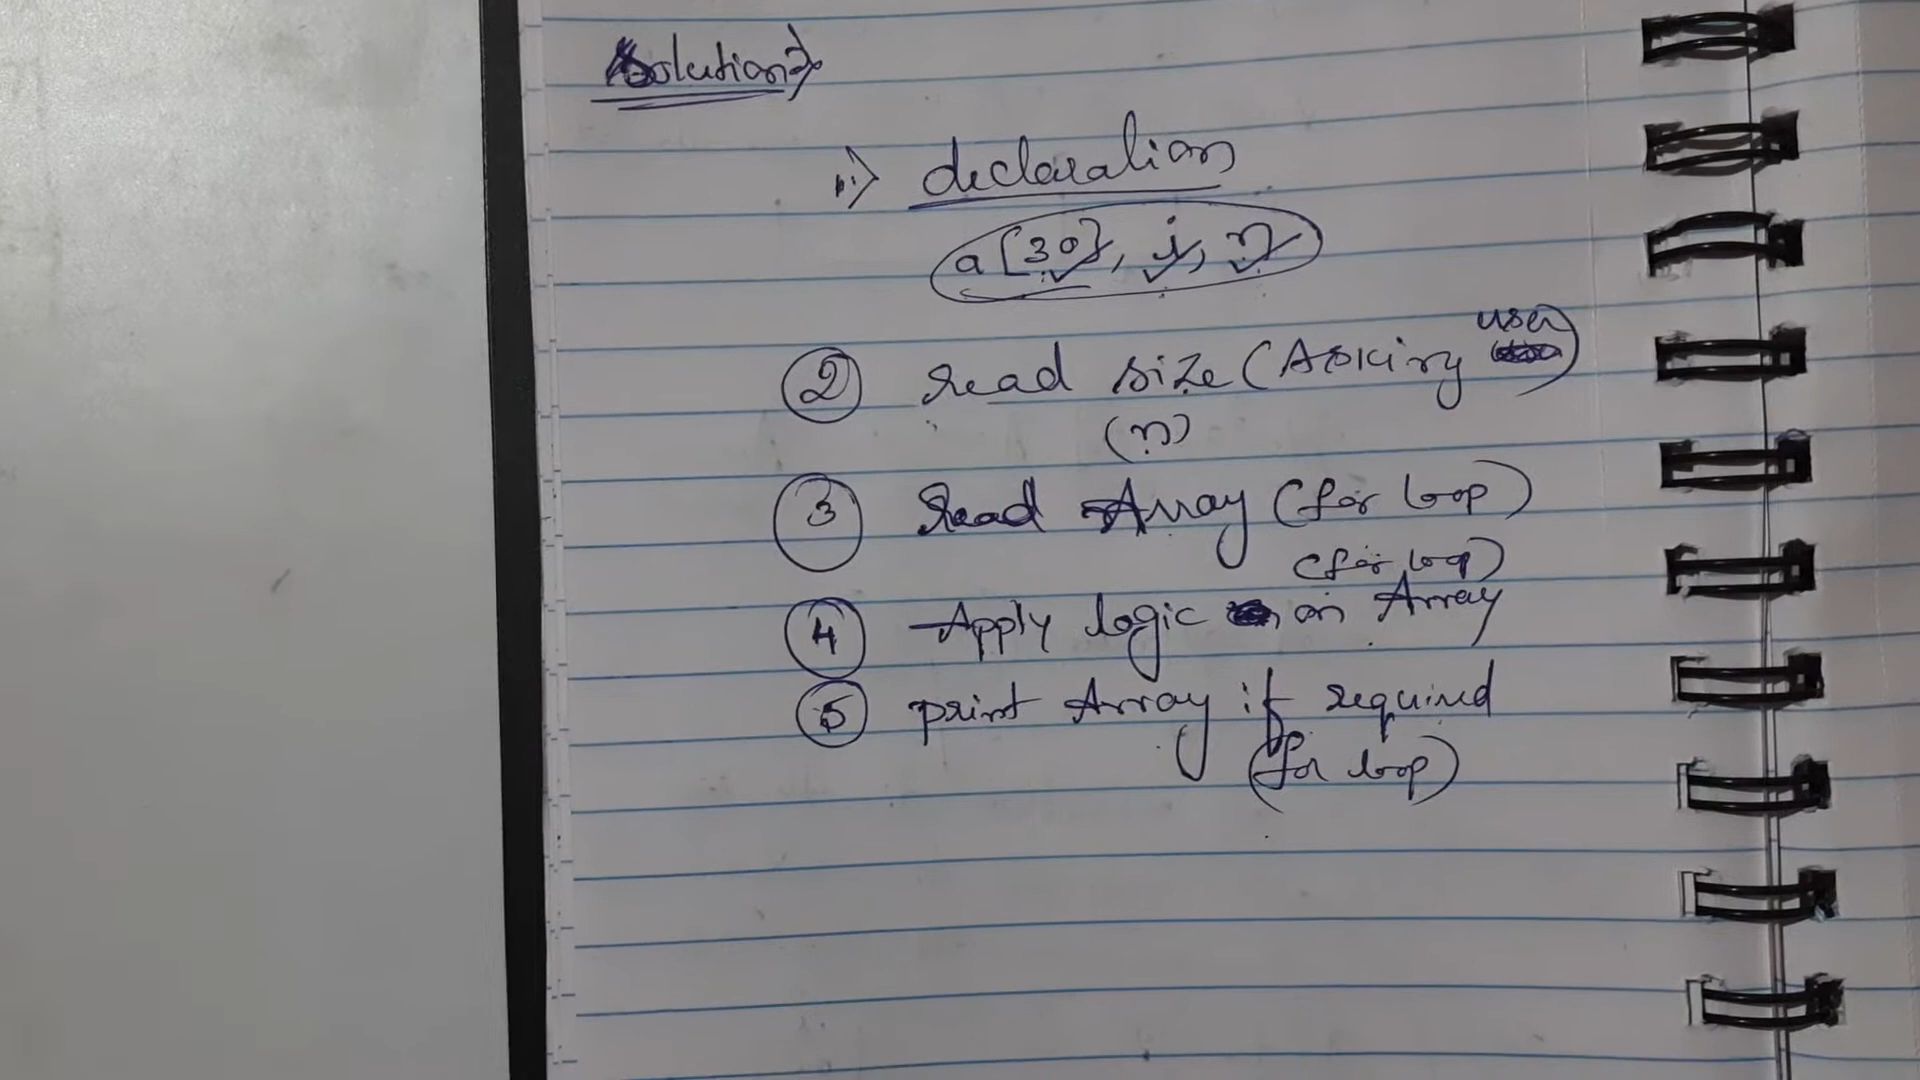 Solution⇒
1:⇒ declaration
a[30], i, n
② Read size (Asking user)
(n)
③ Read Array (for loop)
(for loop)
④ Apply logic on Array
⑤ print Array if required
(for loop)